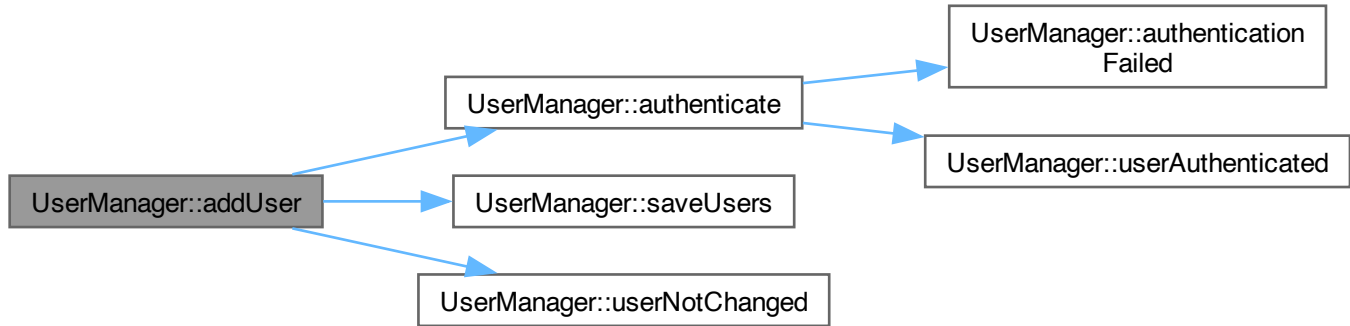 UserManager::authentication
Failed
UserManager::authenticate
UserManager::userAuthenticated
UserManager::addUser
UserManager::saveUsers
UserManager::userNotChanged